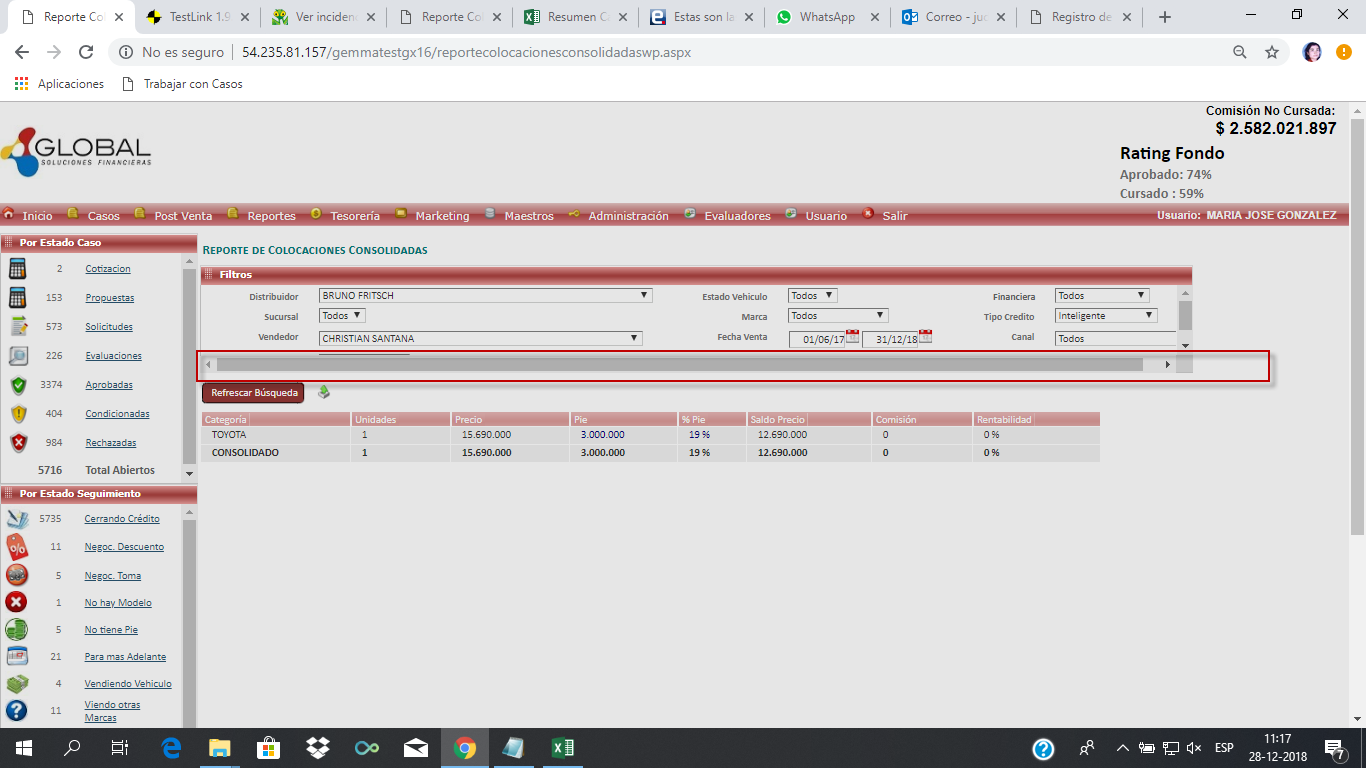 Reporte Col
TestLink 1.9
Ver inciden
Reporte Col
Resumen Ca
Estas son la
WhatsApp
Correo - juc
Registro de
No es seguro
54.235.81.157/gemmatestgx16/reportecolocacionesconsolidadaswp.aspx
Aplicaciones
Trabajar con Casos
GLOBAL
SOLUCIONES FINANCIERAS
Comisión No Cursada:
$ 2.582.021.897
Rating Fondo
Aprobado: 74%
Cursado : 59%
Inicio Casos Post Venta Reportes Tesorería Marketing Maestros Administración Evaluadores Usuario Salir Usuario: MARIA JOSE GONZALEZ
Por Estado Caso
2 Cotizacion
153 Propuestas
573 Solicitudes
226 Evaluaciones
3374 Aprobadas
404 Condicionadas
984 Rechazadas
5716 Total Abiertos
Por Estado Seguimiento
5735 Cerrando Crédito
11 Negoc. Descuento
5 Negoc. Toma
1 No hay Modelo
5 No tiene Pie
21 Para mas Adelante
4 Vendiendo Vehiculo
11 Viendo otras
Marcas
REPORTE DE COLOCACIONES CONSOLIDADAS
Filtros
Distribuidor BRUNO FRITSCH Estado Vehiculo Todos Financiera Todos
Sucursal Todos Marca Todos Tipo Credito Inteligente
Vendedor CHRISTIAN SANTANA Fecha Venta 01/06/17 31/12/18 Canal Todos
Refrescar Búsqueda
Categoría Unidades Precio Pie % Pie Saldo Precio Comisión Rentabilidad
TOYOTA 1 15.690.000 3.000.000 19 % 12.690.000 0 0 %
CONSOLIDADO 1 15.690.000 3.000.000 19 % 12.690.000 0 0 %
ESP
11:17
28-12-2018
7